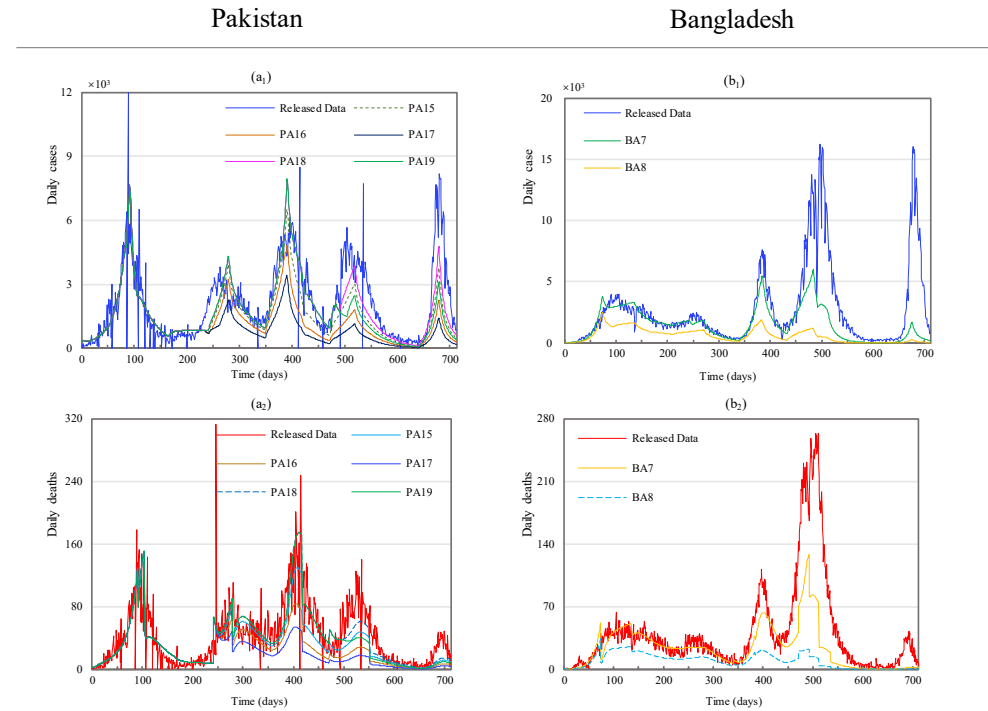 Pakistan
Bangladesh
(a₁)
×10³
12
9
6
3
0
Daily cases
Released Data
PA15
PA16
PA17
PA18
PA19
0 100 200 300 400 500 600 700
Time (days)
(b₁)
×10³
20
15
10
5
0
Daily case
Released Data
BA7
BA8
0 100 200 300 400 500 600 700
Time (days)
(a₂)
320
240
160
80
0
Daily deaths
Released Data
PA15
PA16
PA17
PA18
PA19
0 100 200 300 400 500 600 700
Time (days)
(b₂)
280
210
140
70
0
Daily deaths
Released Data
BA7
BA8
0 100 200 300 400 500 600 700
Time (days)